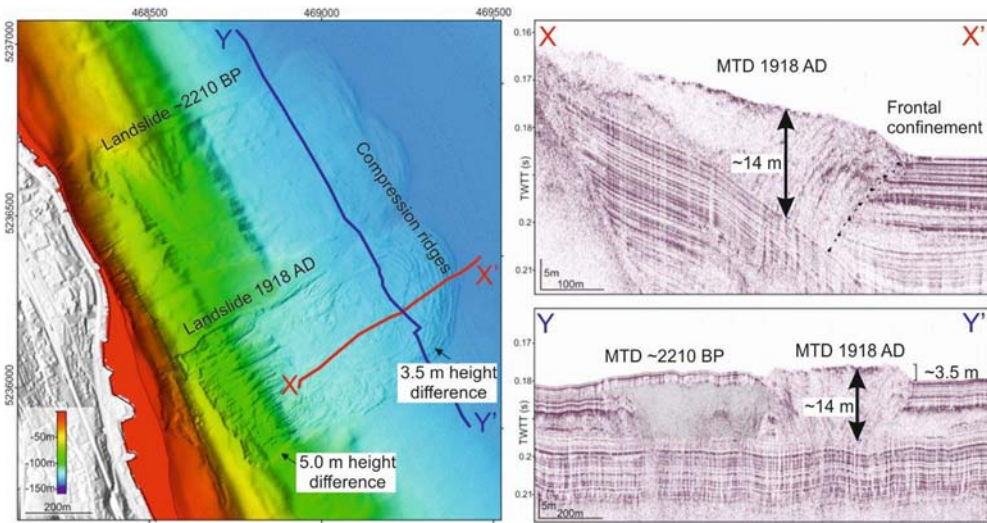 468500
469000
469500
5237000
5236500
5236000
Y
Landslide ~2210 BP
Compression ridges
X'
Landslide 1918 AD
X
3.5 m height
difference
Y'
5.0 m height
difference
-50m
-100m
-150m
200m
X
X'
0.16
0.17
0.18
0.2
0.21
TWTT (s)
MTD 1918 AD
Frontal
confinement
~14 m
5m
100m
Y
Y'
MTD ~2210 BP
MTD 1918 AD
~3.5 m
~14 m
0.18
0.2
0.21
TWTT (s)
5m
200m